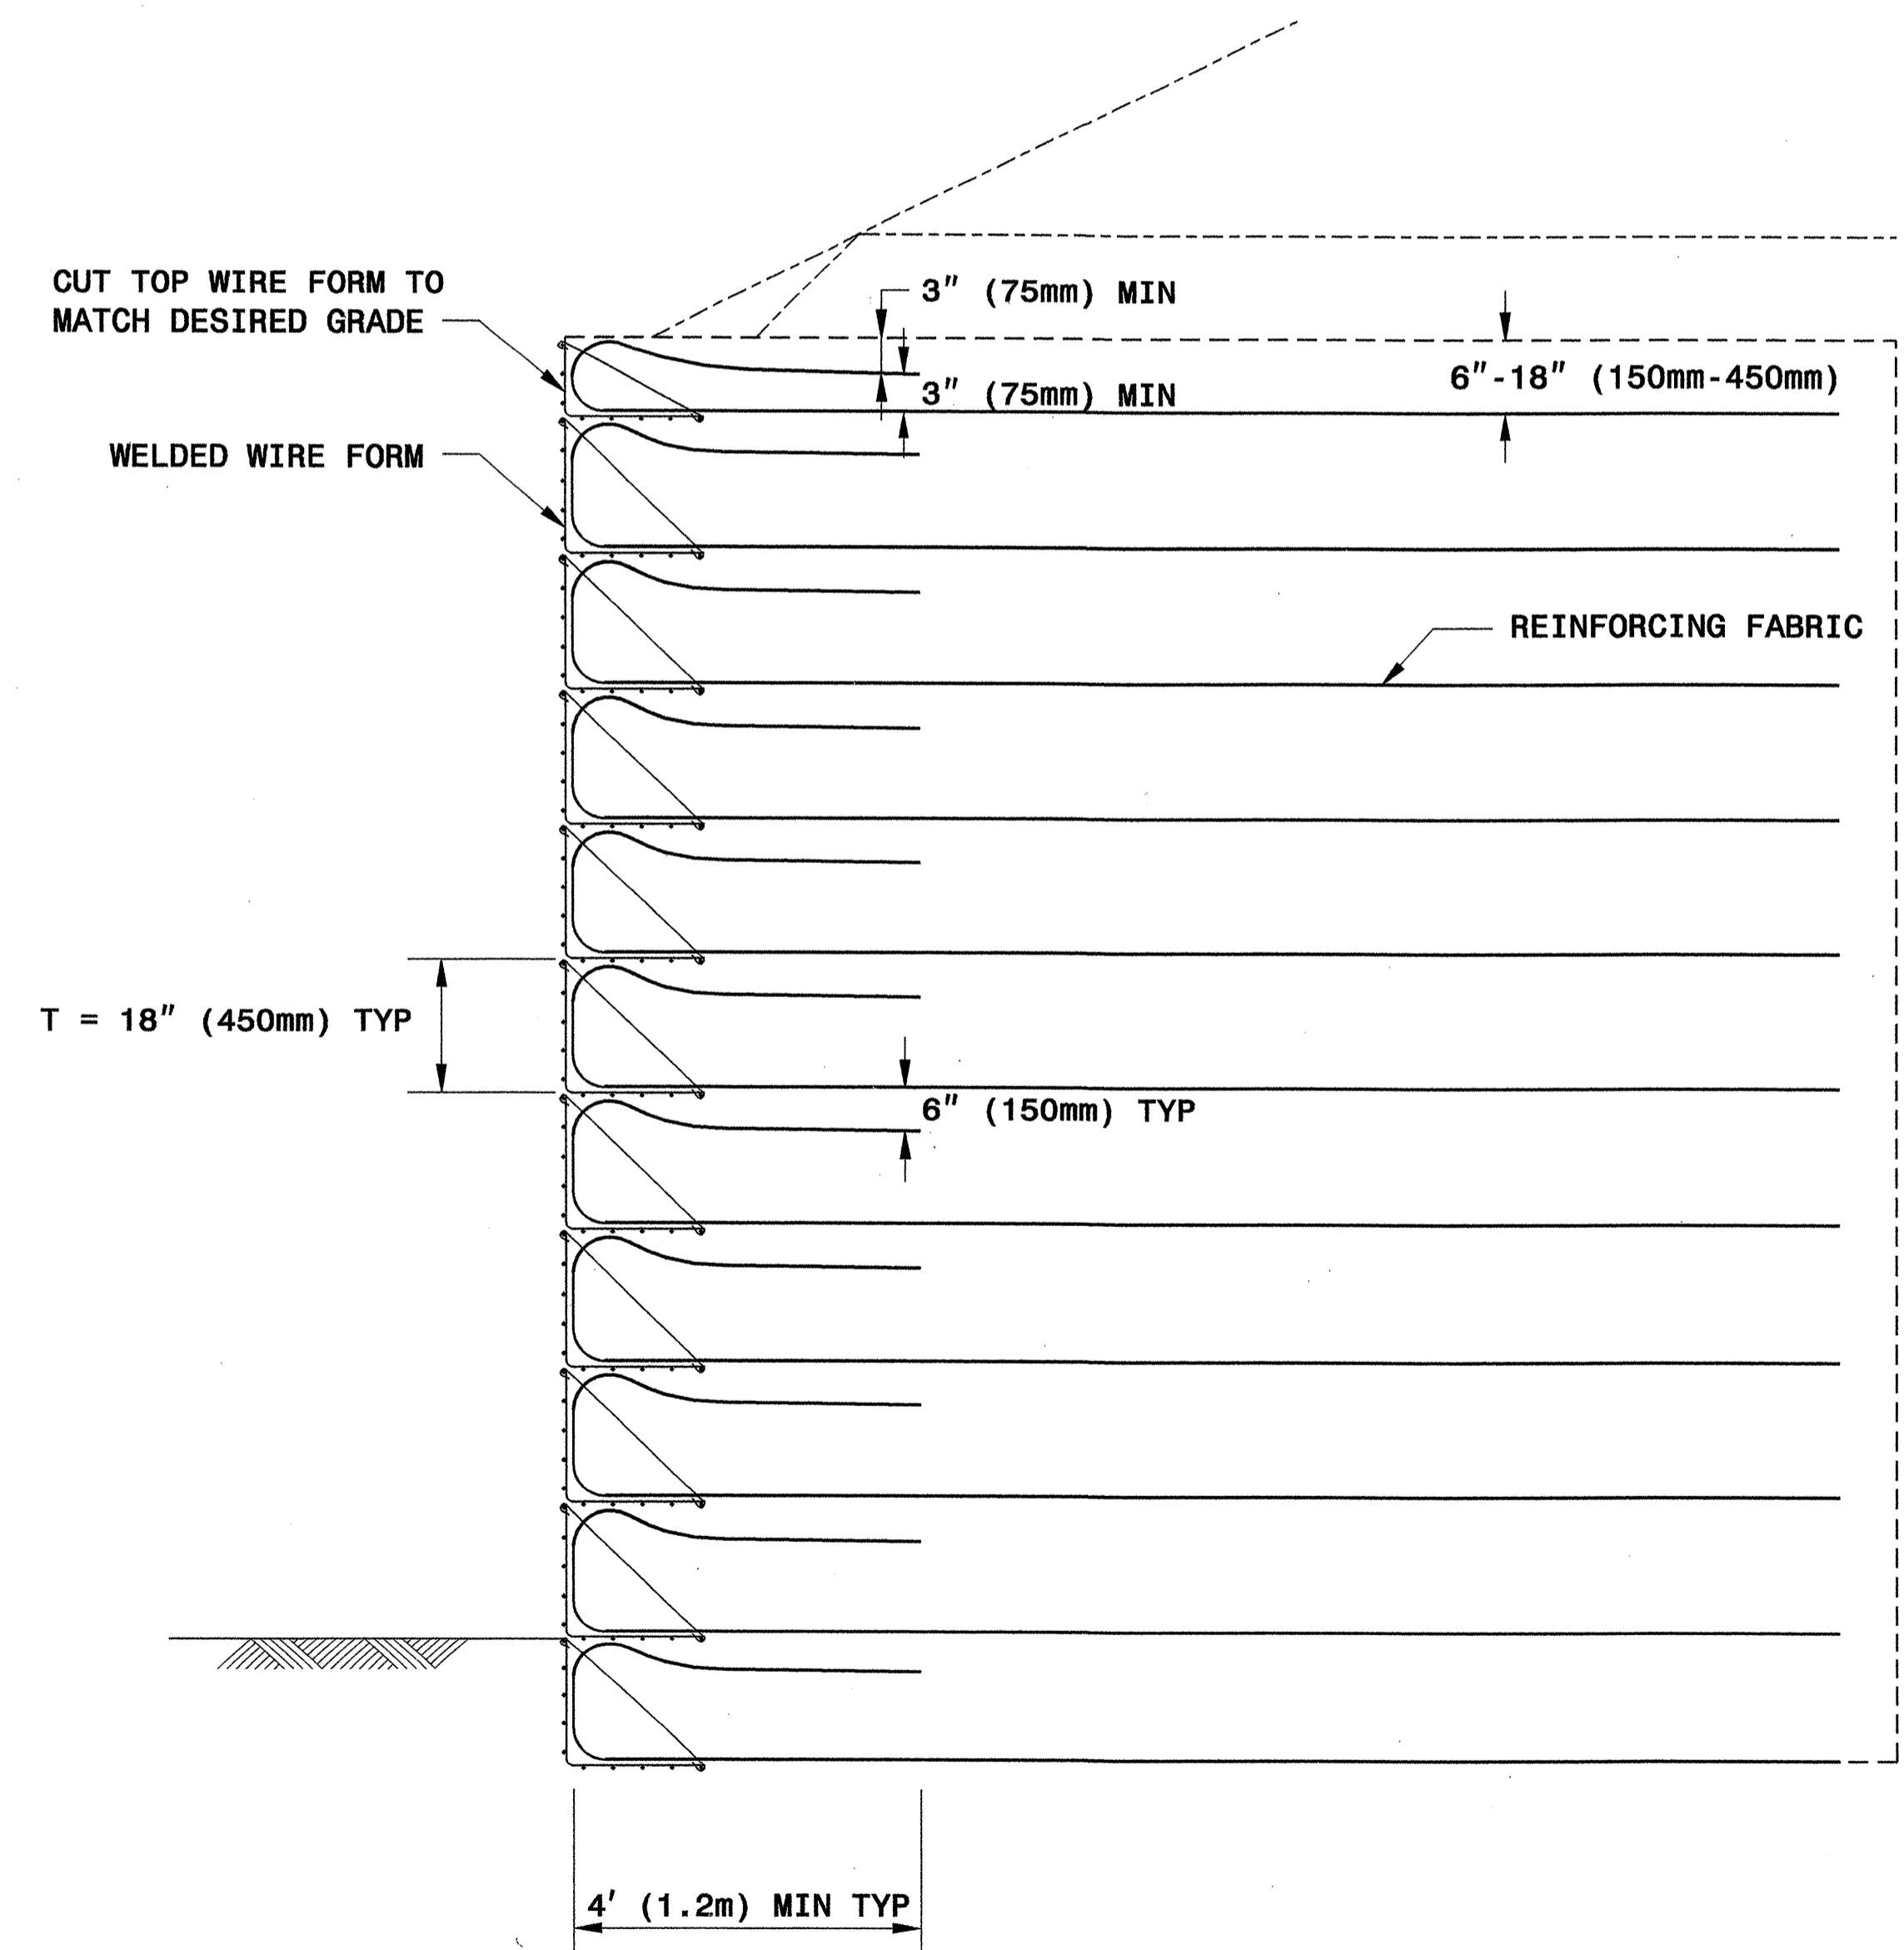 CUT TOP WIRE FORM TO
MATCH DESIRED GRADE
3" (75mm) MIN
3" (75mm) MIN
6"-18" (150mm-450mm)
WELDED WIRE FORM
REINFORCING FABRIC
T = 18" (450mm) TYP
6" (150mm) TYP
4' (1.2m) MIN TYP